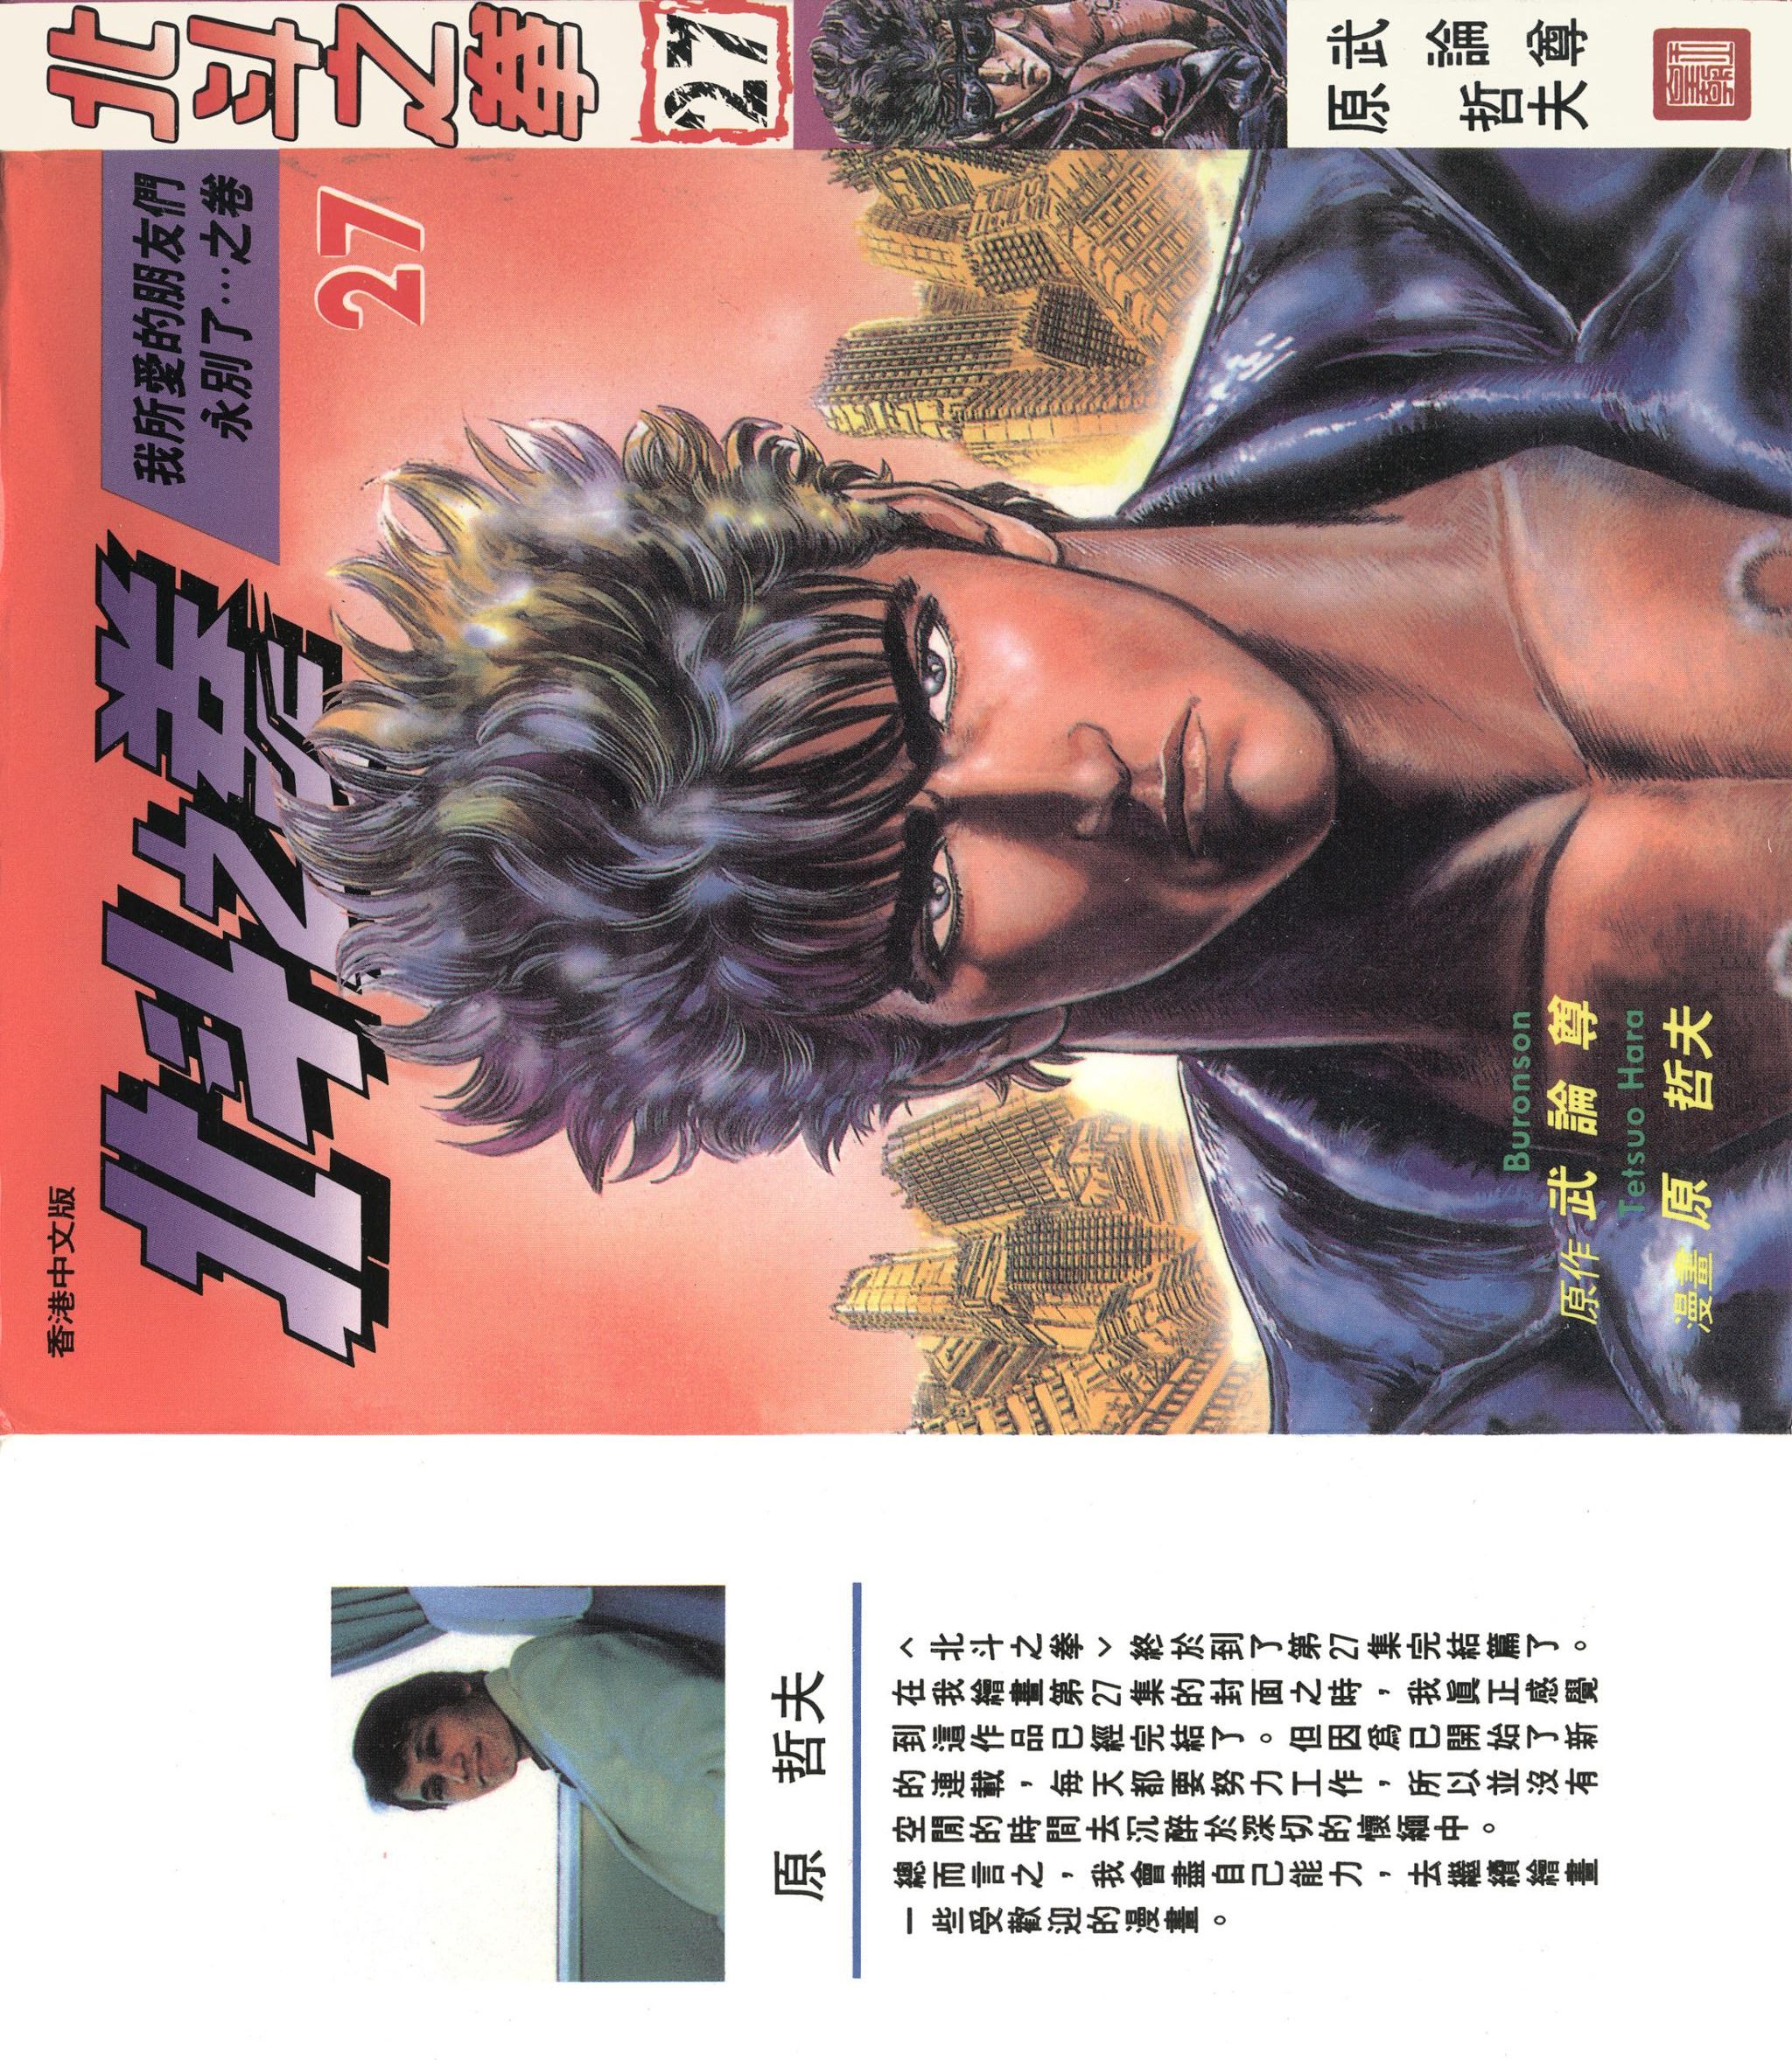 北斗之拳
27
武論尊
原哲夫
香港中文版
北斗之拳
我所愛的朋友們
永別了…之卷
27
Buronson
原作 武論尊
Tetsuo Hara
漫畫 原哲夫
原 哲夫
〈北斗之拳〉終於到了第27集完結篇了。
在我繪畫第27集的封面之時，我眞正感覺
到這作品已經完結了。但因爲已開始了新
的連載，每天都要努力工作，所以並沒有
空閒的時間去沉醉於深切的懷緬中。
總而言之，我會盡自己能力，去繼續繪畫
一些受歡迎的漫畫。